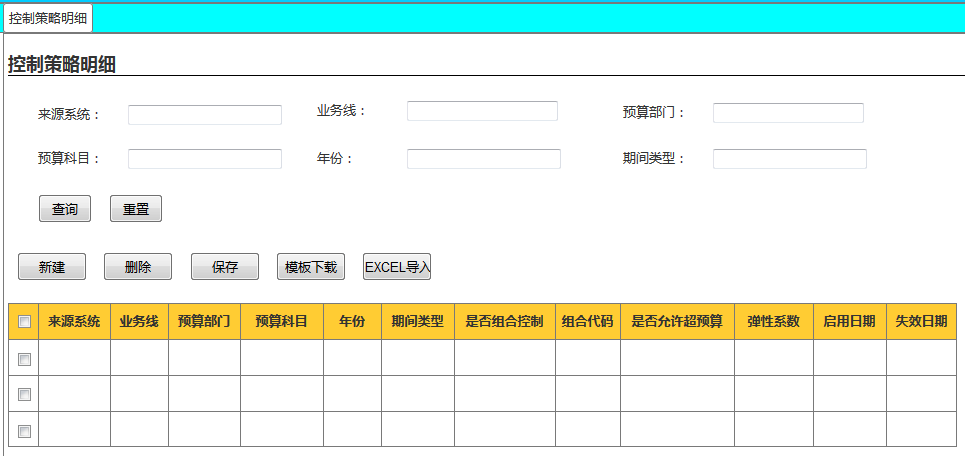 控制策略明细
控制策略明细
来源系统： 业务线： 预算部门：
预算科目： 年份： 期间类型：
查询 重置
新建 删除 保存 模板下载 EXCEL导入
来源系统 业务线 预算部门 预算科目 年份 期间类型 是否组合控制 组合代码 是否允许超预算 弹性系数 启用日期 失效日期